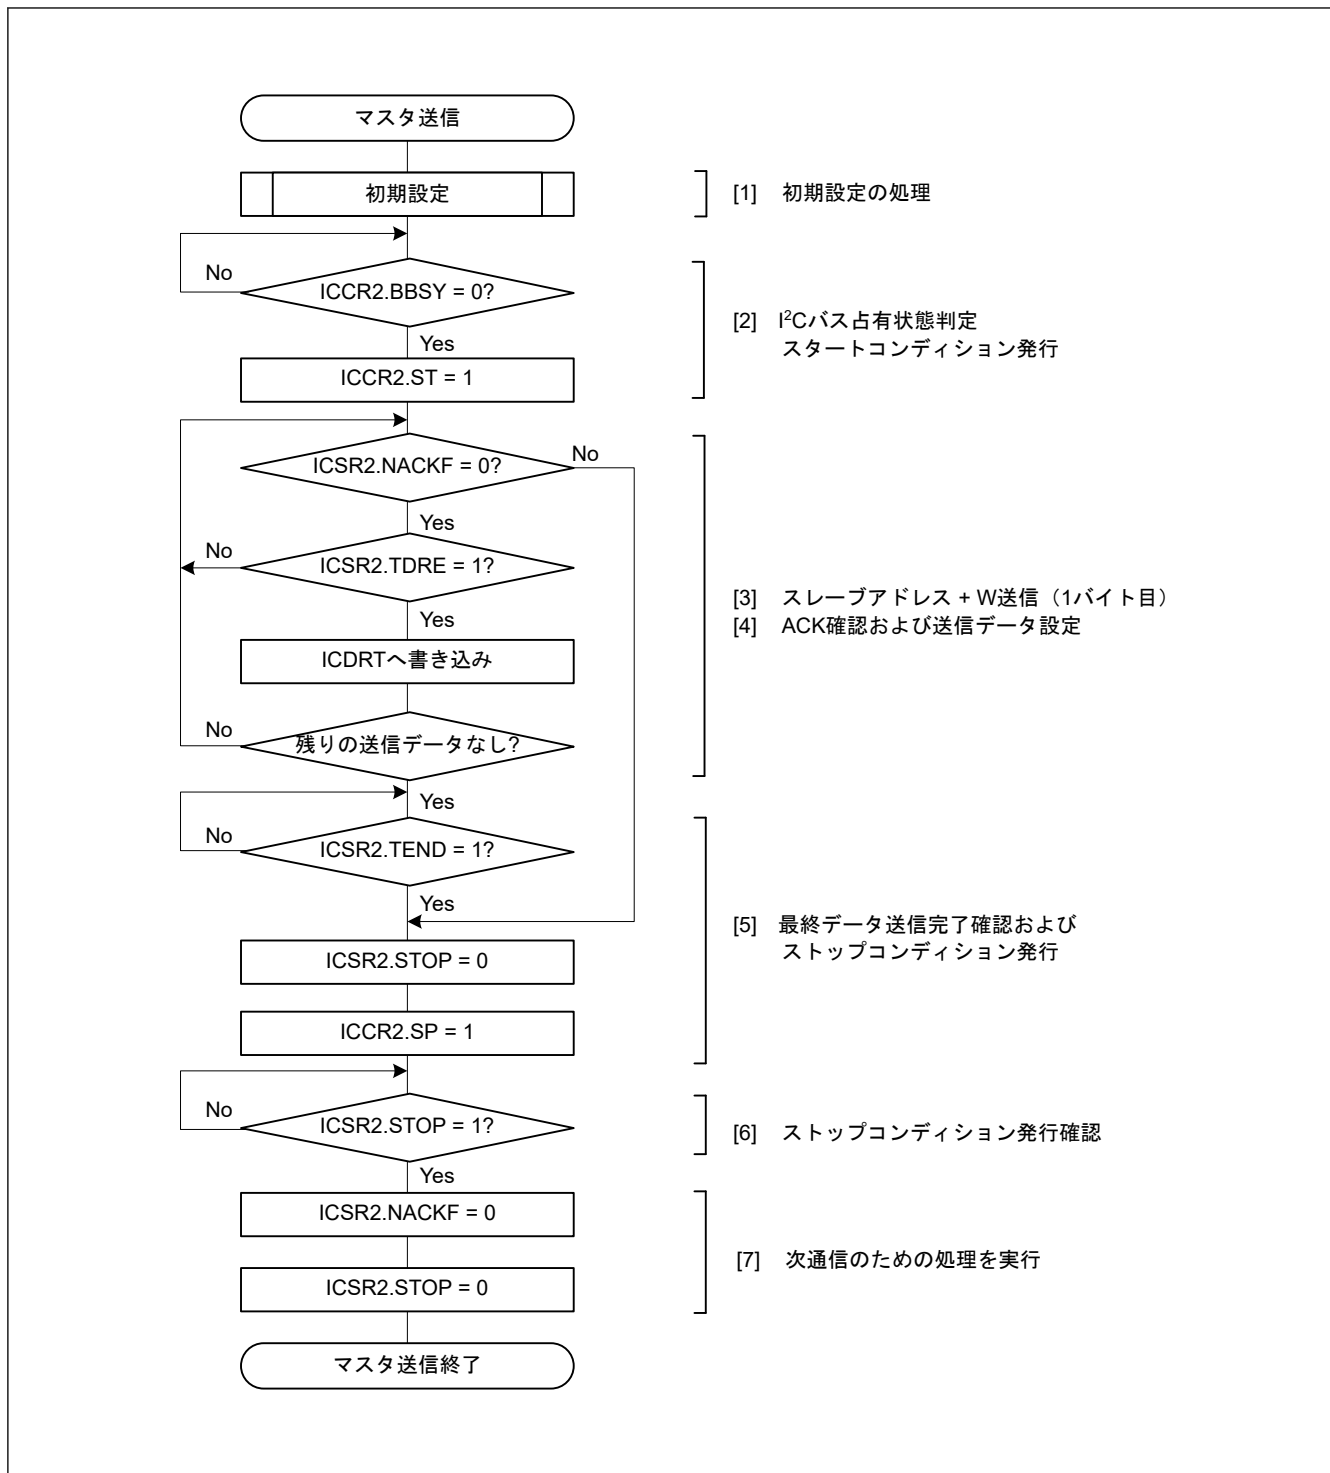 マスタ送信
初期設定
[1] 初期設定の処理
No
ICCR2.BBSY = 0?
Yes
ICCR2.ST = 1
[2] I²Cバス占有状態判定
スタートコンディション発行
ICSR2.NACKF = 0?
No
Yes
No
ICSR2.TDRE = 1?
Yes
ICDRTへ書き込み
No
残りの送信データなし?
Yes
[3] スレーブアドレス + W送信（1バイト目）
[4] ACK確認および送信データ設定
No
ICSR2.TEND = 1?
Yes
ICSR2.STOP = 0
ICCR2.SP = 1
[5] 最終データ送信完了確認および
ストップコンディション発行
No
ICSR2.STOP = 1?
Yes
[6] ストップコンディション発行確認
ICSR2.NACKF = 0
ICSR2.STOP = 0
[7] 次通信のための処理を実行
マスタ送信終了